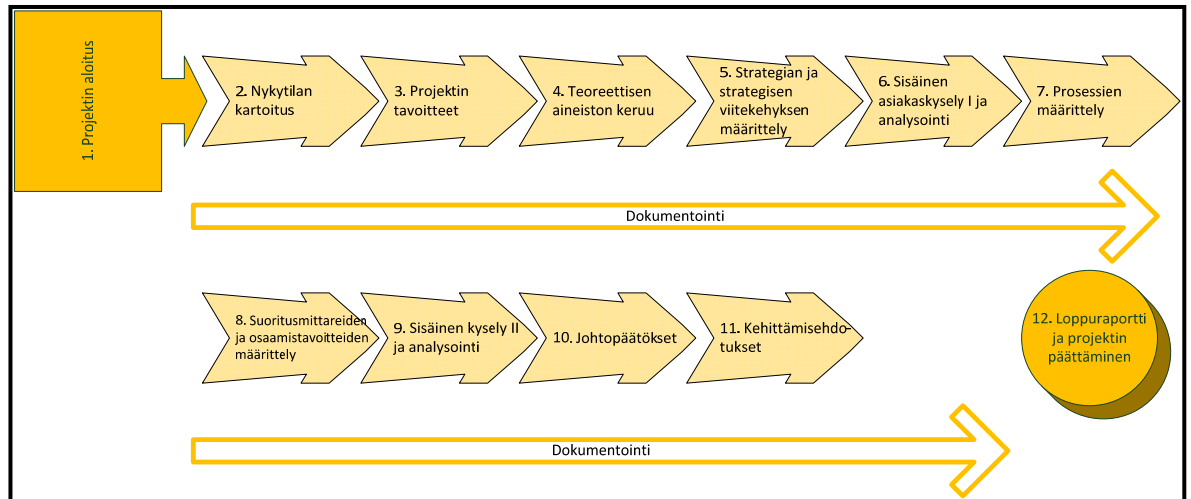 1. Projektin aloitus
2. Nykytilan
kartoitus
3. Projektin
tavoitteet
4. Teoreettisen
aineiston keruu
5. Strategian ja
strategisen
viitekehyksen
määrittely
6. Sisäinen
asiakaskysely I ja
analysointi
7. Prosessien
määrittely
Dokumentointi
8. Suoritusmittareiden
ja osaamistavoitteiden
määrittely
9. Sisäinen kysely II
ja analysointi
10. Johtopäätökset
11. Kehittämisehdo-
tukset
12. Loppuraportti
ja projektin
päättäminen
Dokumentointi